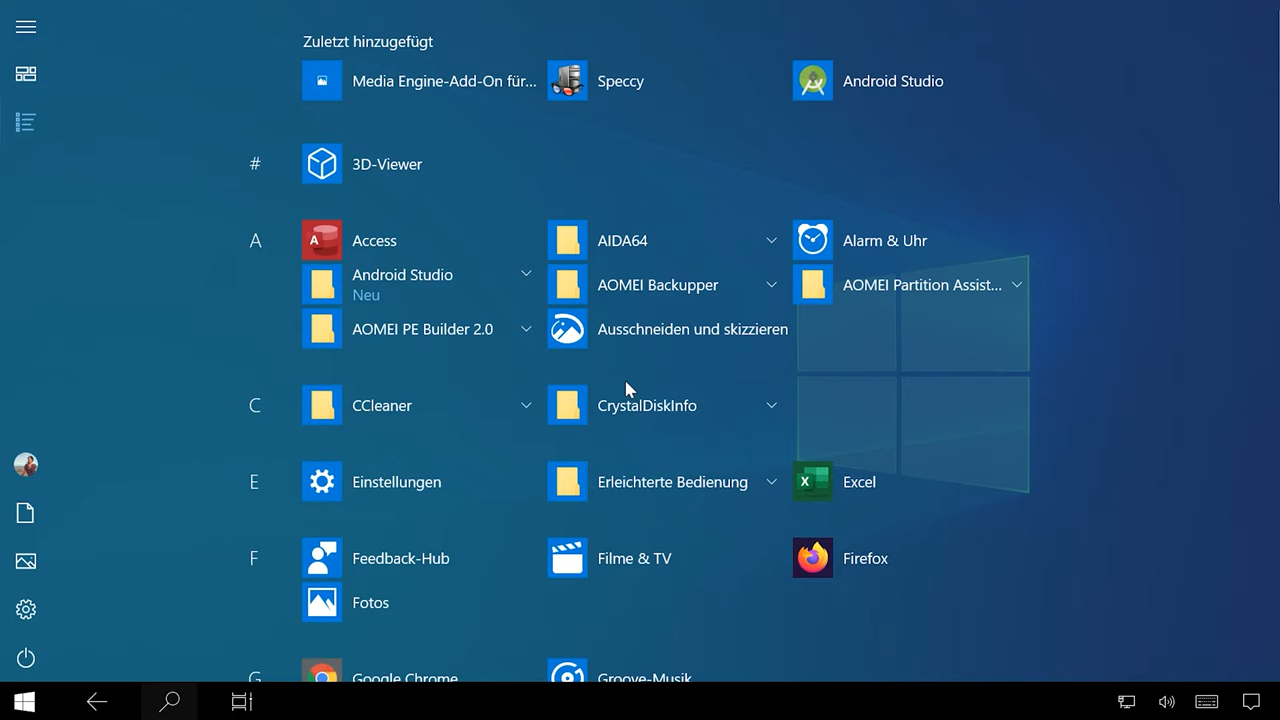 Zuletzt hinzugefügt
Media Engine-Add-On für...
Speccy
Android Studio
#
3D-Viewer
A
Access
AIDA64
Alarm & Uhr
Android Studio
Neu
AOMEI Backupper
AOMEI Partition Assist...
AOMEI PE Builder 2.0
Ausschneiden und skizzieren
C
CCleaner
CrystalDiskInfo
E
Einstellungen
Erleichterte Bedienung
Excel
F
Feedback-Hub
Filme & TV
Firefox
Fotos
G
Google Chrome
Groove-Musik